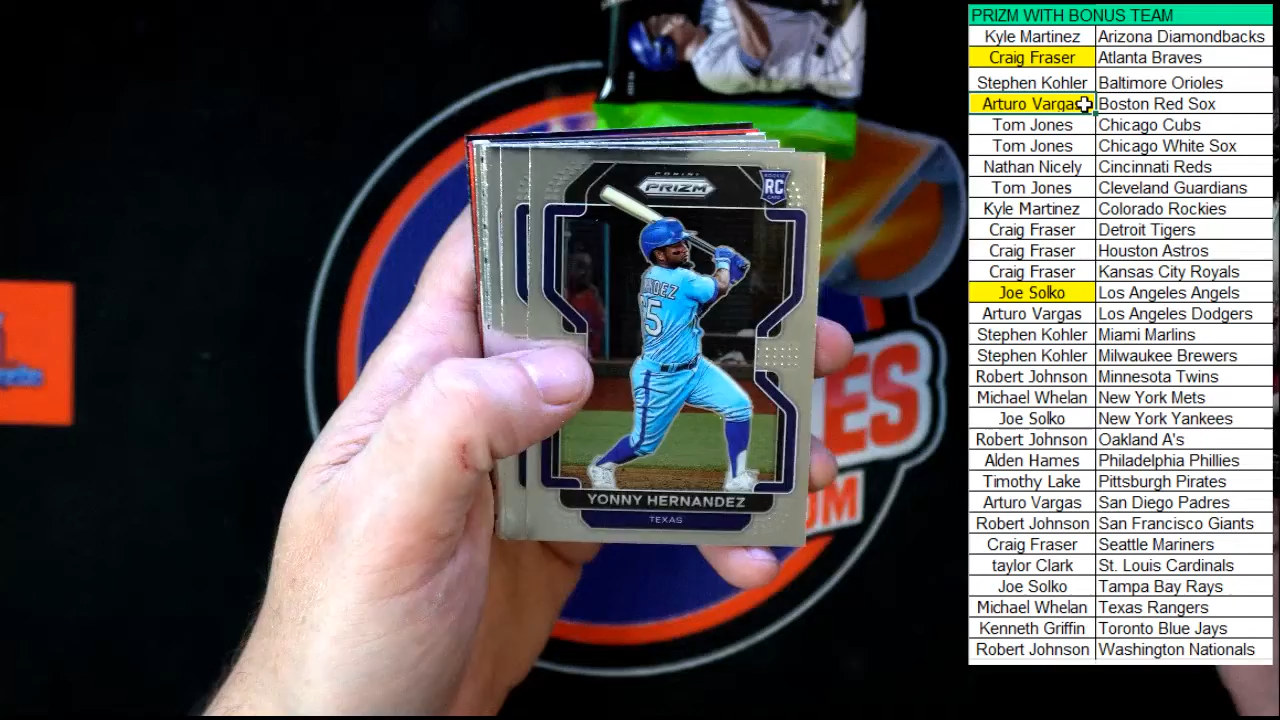 PRIZM WITH BONUS TEAM
Kyle Martinez Arizona Diamondbacks
Craig Fraser Atlanta Braves
Stephen Kohler Baltimore Orioles
Arturo Vargas Boston Red Sox
Tom Jones Chicago Cubs
Tom Jones Chicago White Sox
Nathan Nicely Cincinnati Reds
Tom Jones Cleveland Guardians
Kyle Martinez Colorado Rockies
Craig Fraser Detroit Tigers
Craig Fraser Houston Astros
Craig Fraser Kansas City Royals
Joe Solko Los Angeles Angels
Arturo Vargas Los Angeles Dodgers
Stephen Kohler Miami Marlins
Stephen Kohler Milwaukee Brewers
Robert Johnson Minnesota Twins
Michael Whelan New York Mets
Joe Solko New York Yankees
Robert Johnson Oakland A's
Alden Hames Philadelphia Phillies
Timothy Lake Pittsburgh Pirates
Arturo Vargas San Diego Padres
Robert Johnson San Francisco Giants
Craig Fraser Seattle Mariners
taylor Clark St. Louis Cardinals
Joe Solko Tampa Bay Rays
Michael Whelan Texas Rangers
Kenneth Griffin Toronto Blue Jays
Robert Johnson Washington Nationals
PANINI
PRIZM
ROOKIE
RC
CARD
YONNY HERNANDEZ
TEXAS